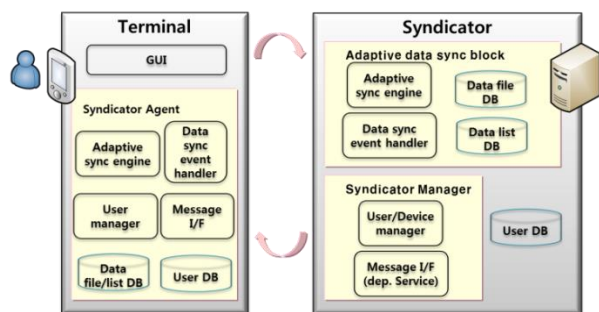 Terminal
GUI
Syndicator Agent
Adaptive
sync engine
Data
sync
event
handler
User
manager
Message
I/F
Data
file/list DB
User DB
Syndicator
Adaptive data sync block
Adaptive
sync engine
Data file
DB
Data sync
event handler
Data list
DB
Syndicator Manager
User/Device
manager
Message I/F
(dep. Service)
User DB